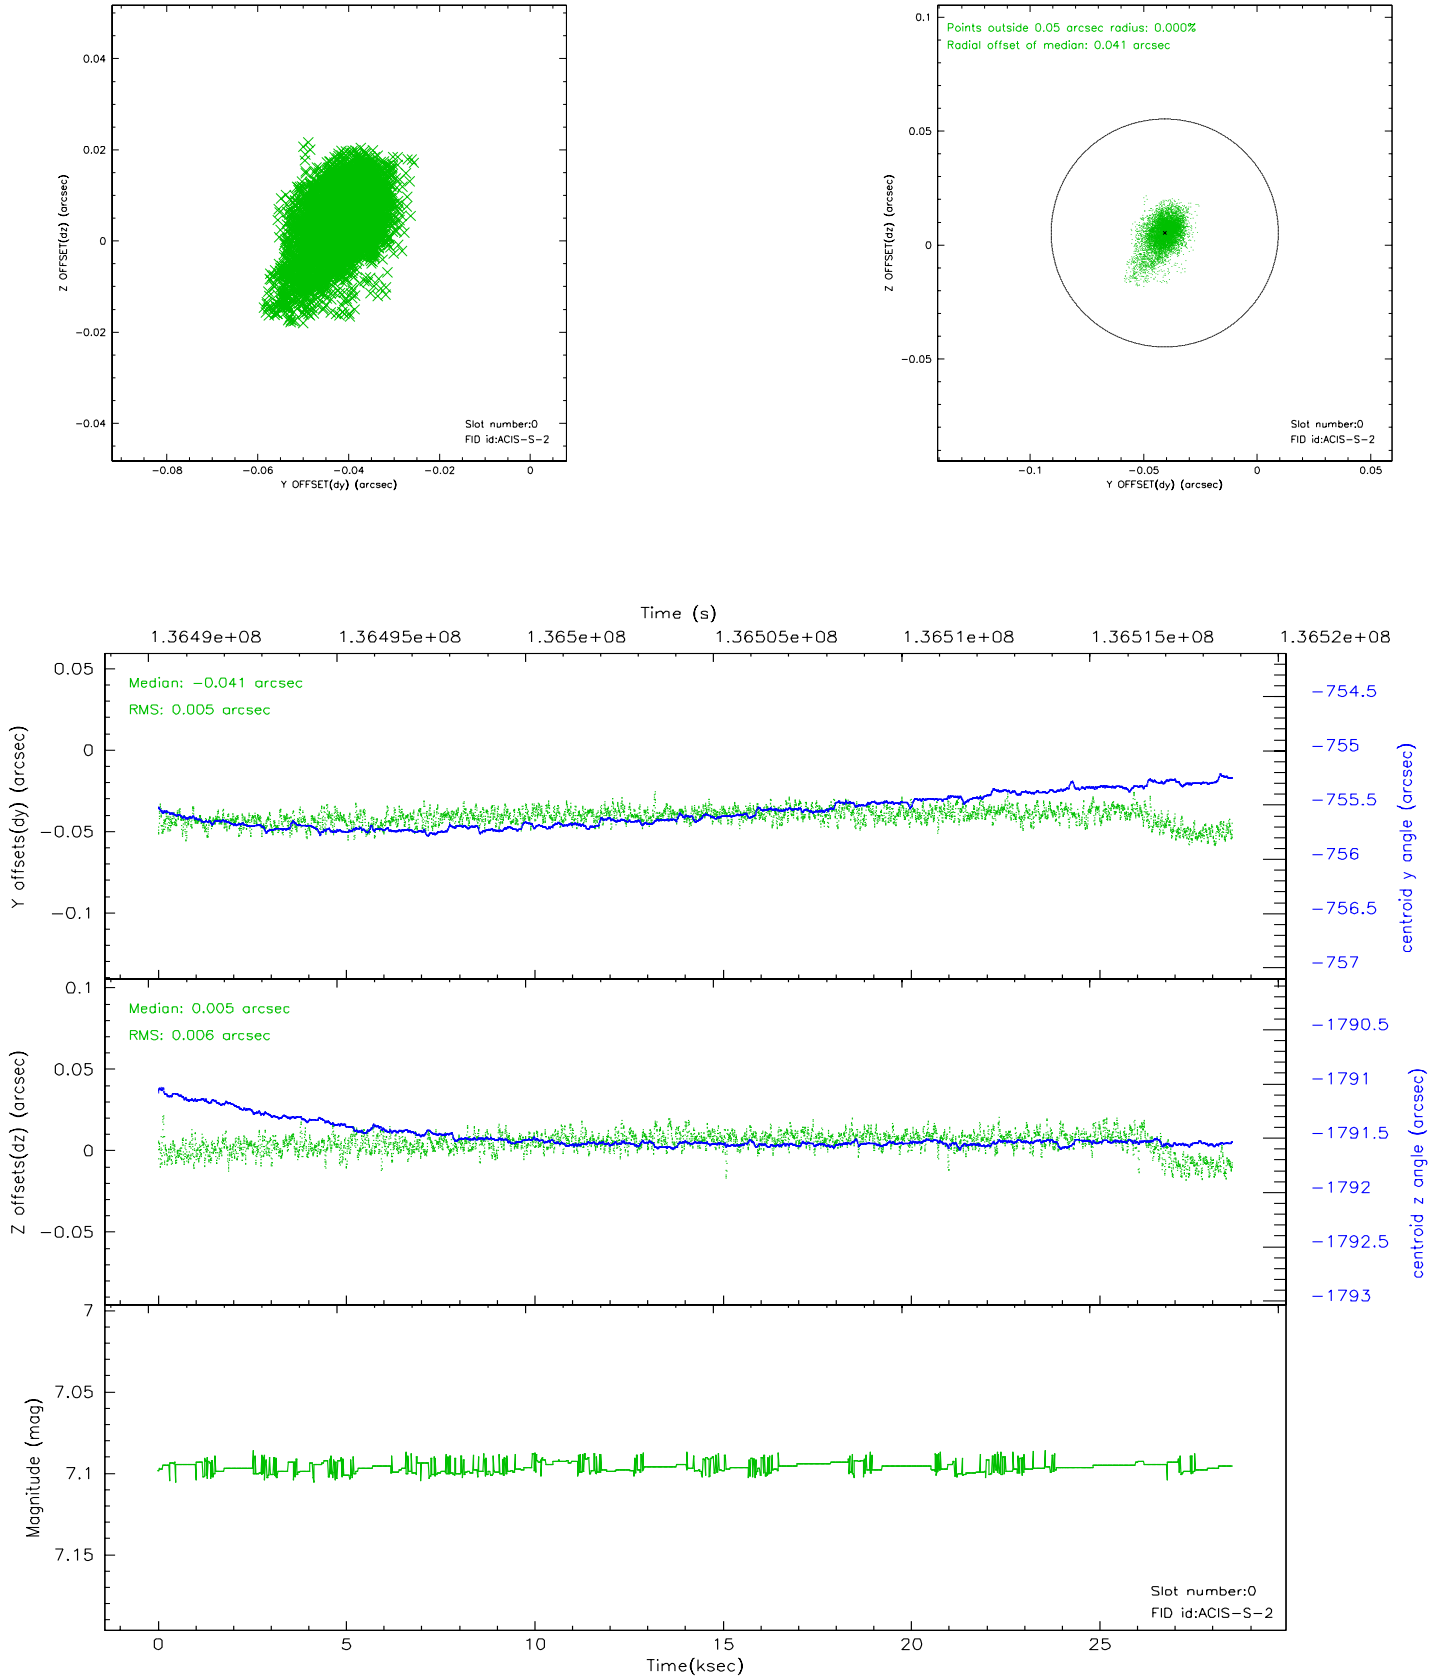 0.04
0.02
0
−0.02
−0.04
Z OFFSET(dz) (arcsec)
Slot number:0
FID id:ACIS−S−2
−0.08
−0.06
−0.04
−0.02
0
Y OFFSET(dy) (arcsec)
0.1
0.05
0
−0.05
Z OFFSET(dz) (arcsec)
Points outside 0.05 arcsec radius: 0.000%
Radial offset of median: 0.041 arcsec
Slot number:0
FID id:ACIS−S−2
−0.1
−0.05
0
0.05
Y OFFSET(dy) (arcsec)
Time (s)
1.3649e+08
1.36495e+08
1.365e+08
1.36505e+08
1.3651e+08
1.36515e+08
1.3652e+08
0.05
0
−0.05
−0.1
Y offsets(dy) (arcsec)
Median: −0.041 arcsec
RMS: 0.005 arcsec
−754.5
−755
−755.5
−756
−756.5
−757
centroid y angle (arcsec)
0.1
0.05
0
−0.05
Z offsets(dz) (arcsec)
Median: 0.005 arcsec
RMS: 0.006 arcsec
−1790.5
−1791
−1791.5
−1792
−1792.5
−1793
centroid z angle (arcsec)
7
7.05
7.1
7.15
Magnitude (mag)
Slot number:0
FID id:ACIS−S−2
0
5
10
15
20
25
Time(ksec)